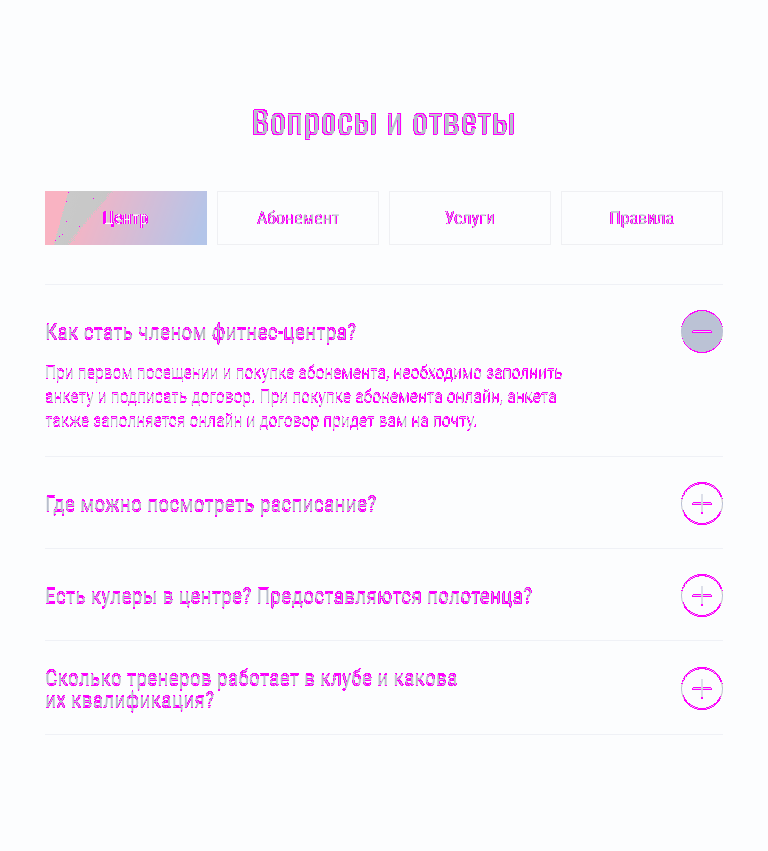 Вопросы и ответы
Центр
Абонемент
Услуги
Правила
Как стать членом фитнес-центра?
При первом посещении и покупке абонемента, необходимо заполнить
анкету и подписать договор. При покупке абонемента онлайн, анкета
также заполняется онлайн и договор придет вам на почту.
Где можно посмотреть расписание?
Есть кулеры в центре? Предоставляются полотенца?
Сколько тренеров работает в клубе и какова
их квалификация?